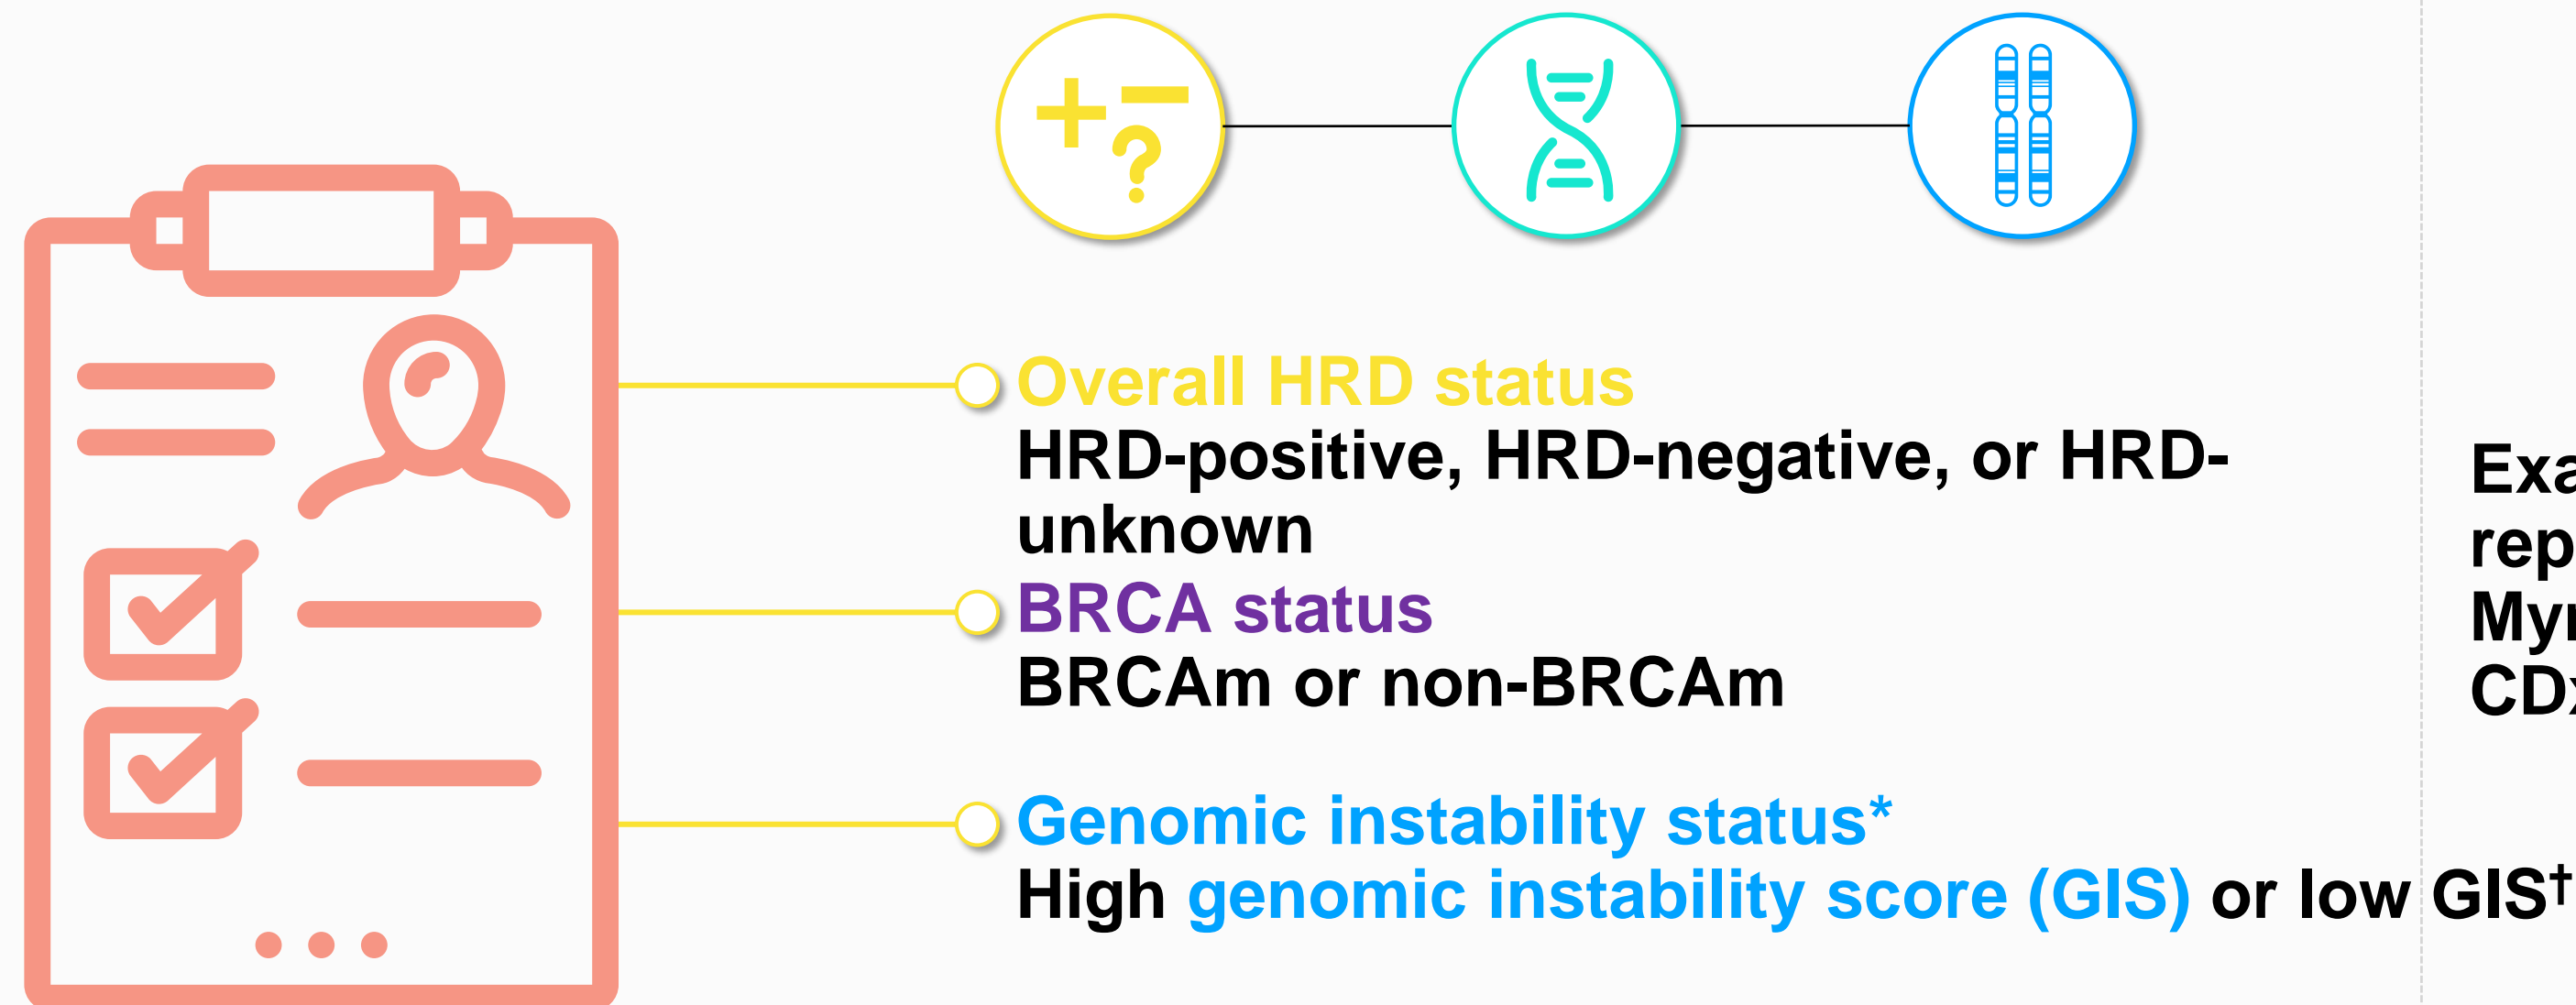 Overall HRD status
HRD-positive, HRD-negative, or HRD-
unknown
BRCA status
BRCAm or non-BRCAm
Genomic instability status*
High genomic instability score (GIS) or low GIS†